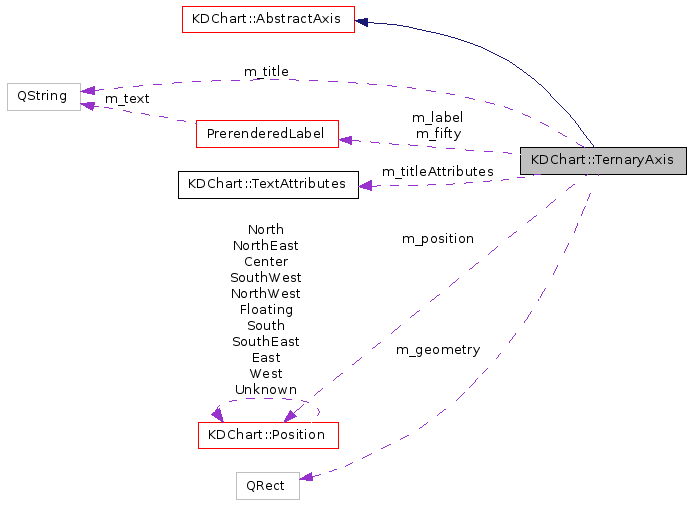 KDChart::AbstractAxis
m_title
QString
m_text
m_label
m_fifty
PrerenderedLabel
KDChart::TernaryAxis
m_titleAttributes
KDChart::TextAttributes
North
NorthEast
Center
SouthWest
NorthWest
Floating
South
SouthEast
East
West
Unknown
m_position
m_geometry
KDChart::Position
QRect